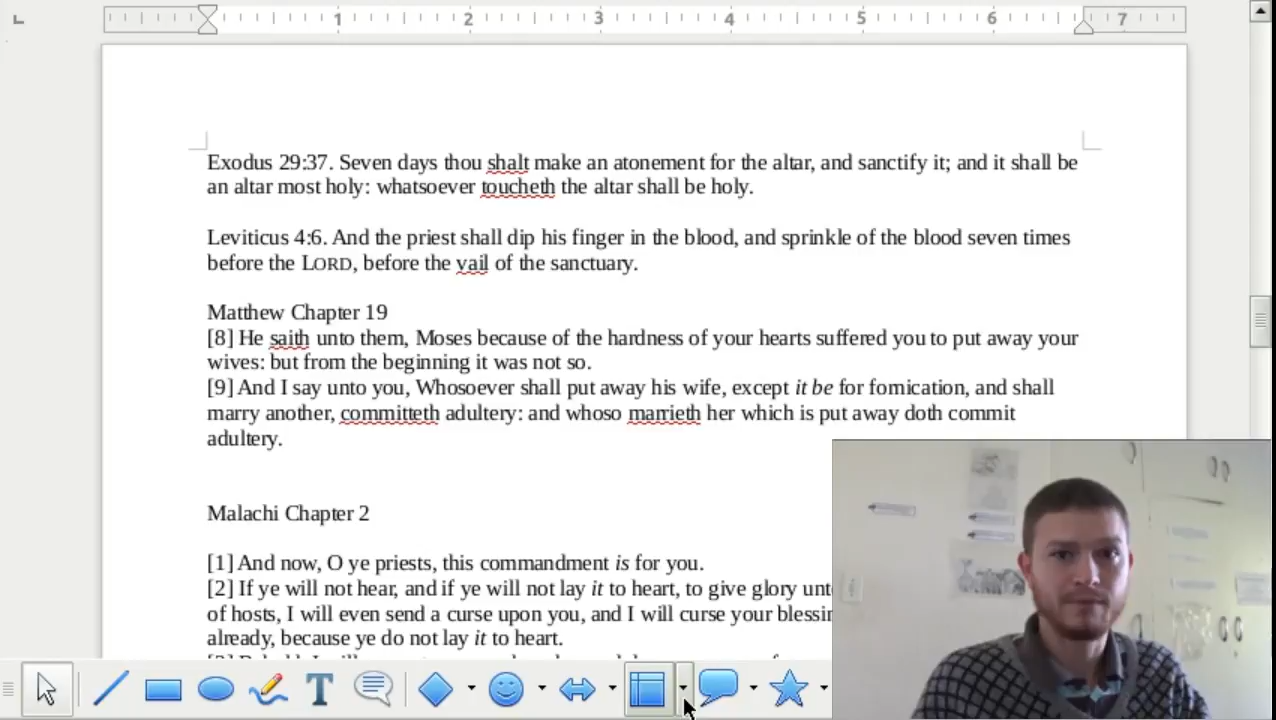 1 2 3 4 5 6 7
Exodus 29:37. Seven days thou shalt make an atonement for the altar, and sanctify it; and it shall be
an altar most holy: whatsoever toucheth the altar shall be holy.
Leviticus 4:6. And the priest shall dip his finger in the blood, and sprinkle of the blood seven times
before the LORD, before the vail of the sanctuary.
Matthew Chapter 19
[8] He saith unto them, Moses because of the hardness of your hearts suffered you to put away your
wives: but from the beginning it was not so.
[9] And I say unto you, Whosoever shall put away his wife, except it be for fornication, and shall
marry another, committeth adultery: and whoso marrieth her which is put away doth commit
adultery.
Malachi Chapter 2
[1] And now, O ye priests, this commandment is for you.
[2] If ye will not hear, and if ye will not lay it to heart, to give glory
of hosts, I will even send a curse upon you, and I will curse your
already, because ye do not lay it to heart.
T